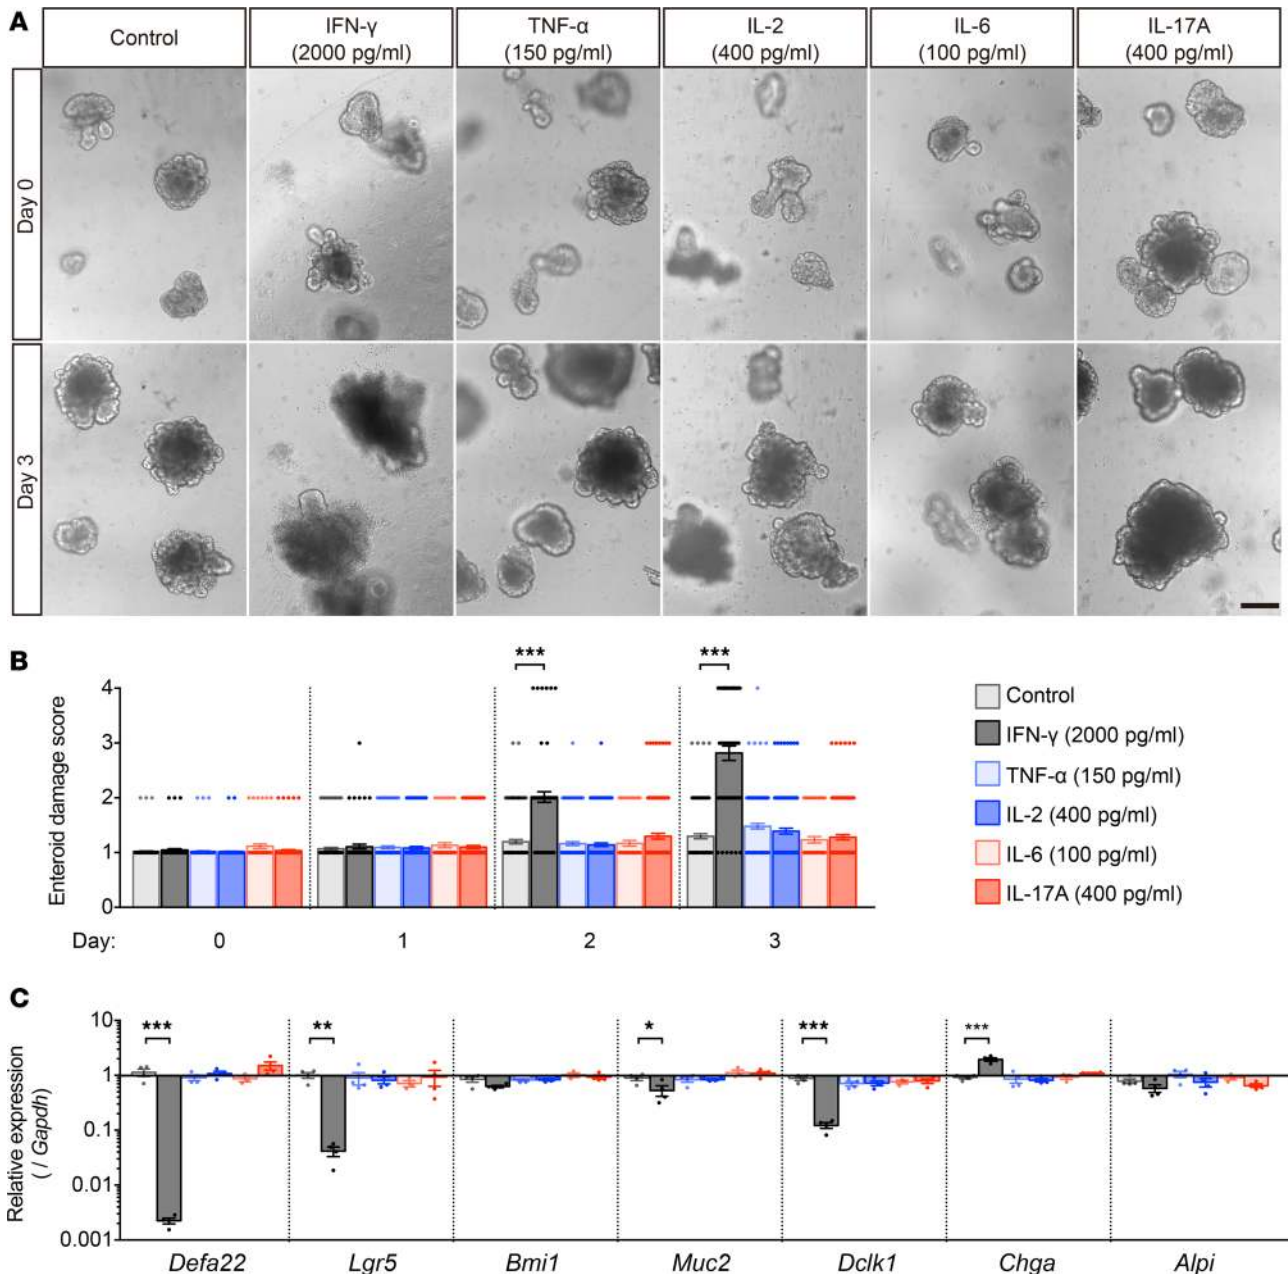 A
Control
IFN-γ
(2000 pg/ml)
TNF-α
(150 pg/ml)
IL-2
(400 pg/ml)
IL-6
(100 pg/ml)
IL-17A
(400 pg/ml)
Day 0
Day 3
B
Enteroid damage score
4
3
2
1
0
***
***
Day: 0 1 2 3
Control
IFN-γ (2000 pg/ml)
TNF-α (150 pg/ml)
IL-2 (400 pg/ml)
IL-6 (100 pg/ml)
IL-17A (400 pg/ml)
C
Relative expression
( / Gapdh)
10
1
0.1
0.01
0.001
*** ** * *** ***
Defa22 Lgr5 Bmi1 Muc2 Dclk1 Chga Alpi